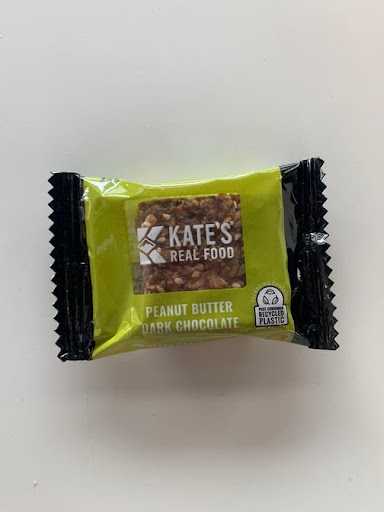 KATE'S
REAL FOOD
PEANUT BUTTER
DARK CHOCOLATE
POST CONSUMER
RECYCLED
PLASTIC